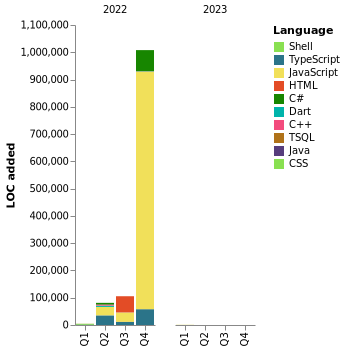 2022
2023
LOC added
1,100,000
1,000,000
900,000
800,000
700,000
600,000
500,000
400,000
300,000
200,000
100,000
0
Q1 Q2 Q3 Q4
Q1 Q2 Q3 Q4
Language
Shell
TypeScript
JavaScript
HTML
C#
Dart
C++
TSQL
Java
CSS